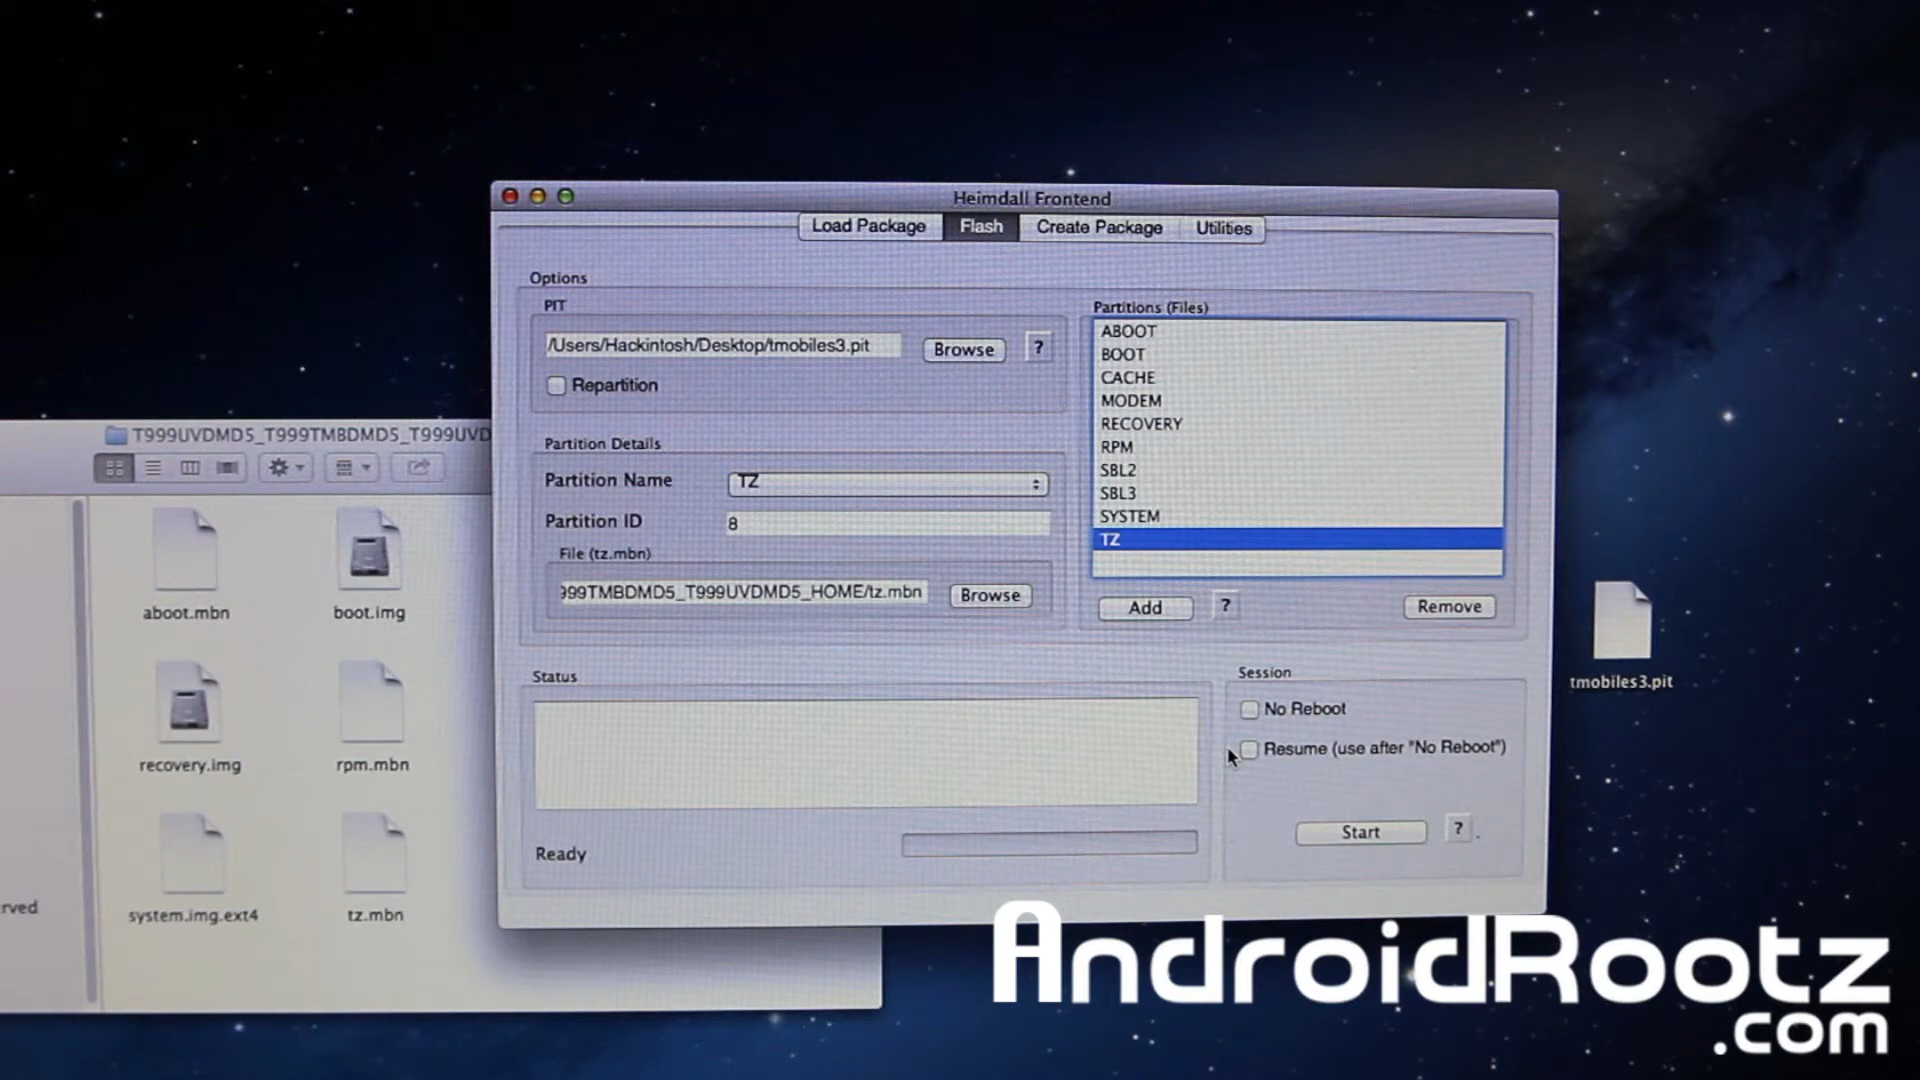 Heimdall Frontend
Load Package
Flash
Create Package
Utilities
Options
PIT
/Users/Hackintosh/Desktop/tmobiles3.pit
Browse
?
Repartition
Partition Details
Partition Name
TZ
Partition ID
8
File (tz.mbn)
999TMBDMD5_T999UVDMD5_HOME/tz.mbn
Browse
Partitions (Files)
ABOOT
BOOT
CACHE
MODEM
RECOVERY
RPM
SBL2
SBL3
SYSTEM
TZ
Add
?
Remove
Status
Ready
Session
No Reboot
Resume (use after "No Reboot")
Start
?
T999UVDMD5_T999TMBDMD5_T999UVD
aboot.mbn
boot.img
recovery.img
rpm.mbn
system.img.ext4
tz.mbn
rved
tmobiles3.pit
AndroidRootz
.com